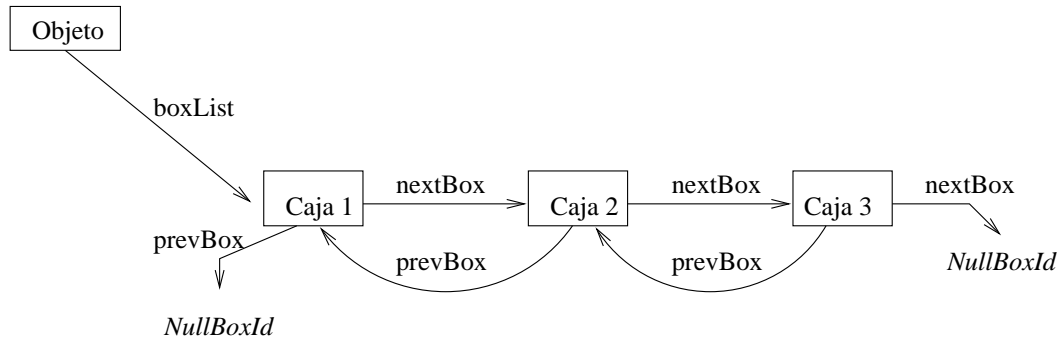 Objeto
boxList
Caja 1
nextBox
Caja 2
nextBox
Caja 3
nextBox
prevBox
prevBox
prevBox
NullBoxId
NullBoxId